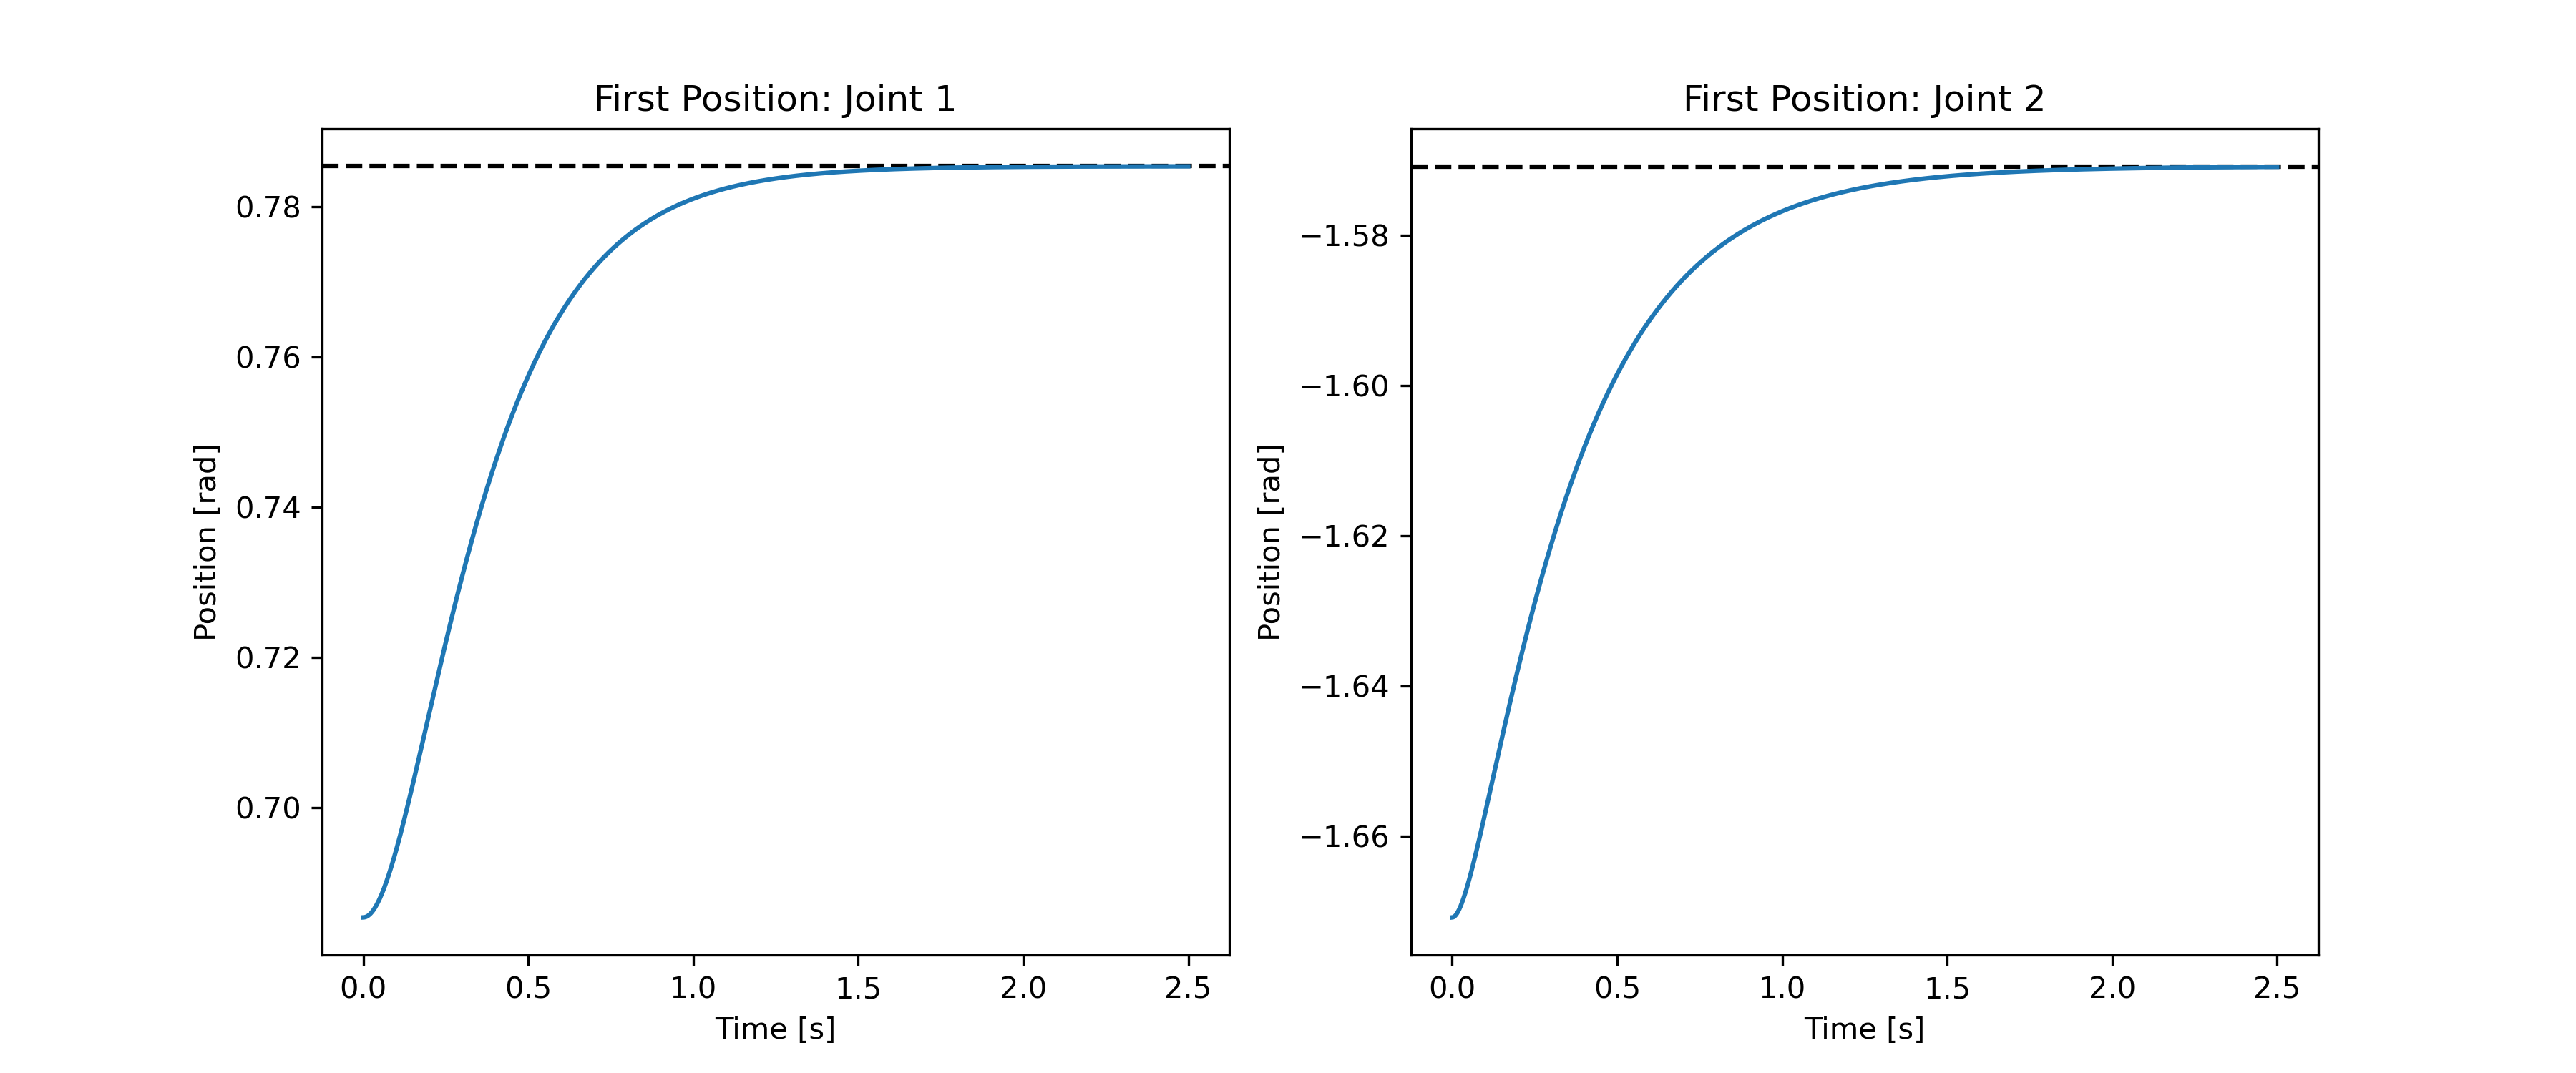 First Position: Joint 1
Position [rad]
0.78
0.76
0.74
0.72
0.70
0.0 0.5 1.0 1.5 2.0 2.5
Time [s]
First Position: Joint 2
Position [rad]
−1.58
−1.60
−1.62
−1.64
−1.66
0.0 0.5 1.0 1.5 2.0 2.5
Time [s]